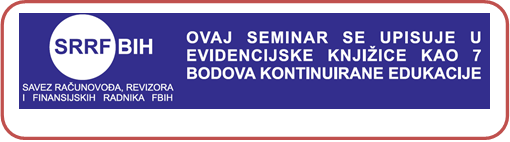 SRRF BIH
SAVEZ RAČUNOVOĐA, REVIZORA
I FINANSIJSKIH RADNIKA FBIH
OVAJ SEMINAR SE UPISUJE U
EVIDENCIJSKE KNJIŽICE KAO 7
BODOVA KONTINUIRANE EDUKACIJE